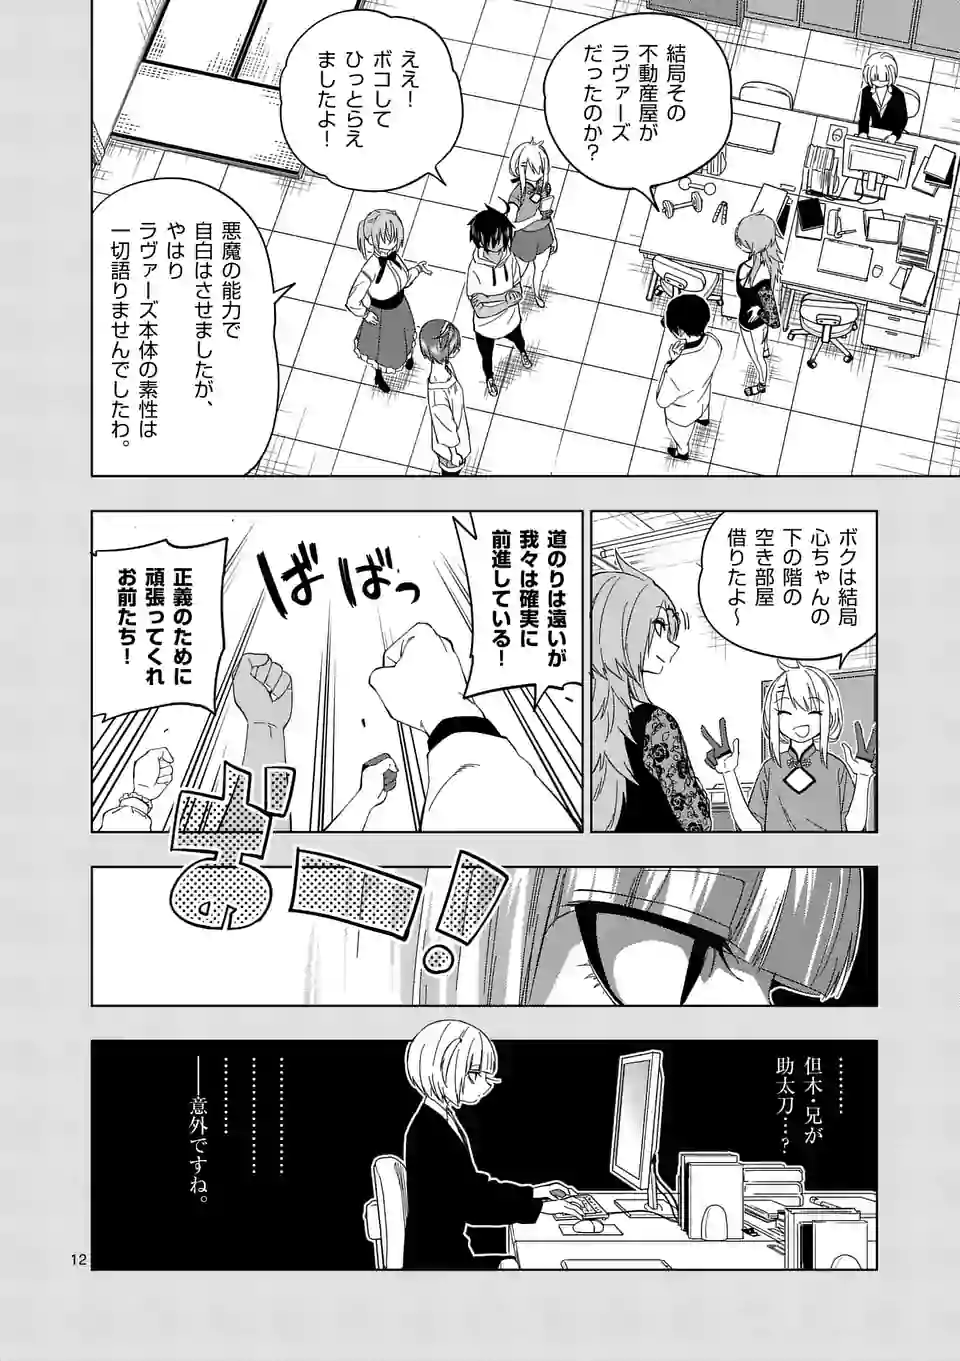 結局その
不動産屋が
ラヴァーズ
だったのか？
ええ！
ボコして
ひっとらえ
ましたよ！
悪魔の能力で
自白はさせましたが、
やはり
ラヴァーズ本体の素性は
一切語りませんでしたわ。
ボクは結局
心ちゃんの
下の階の
空き部屋
借りたよ～
道のりは遠いが
我々は確実に
前進している！
ばばっ
正義のために
頑張ってくれ
お前たち！
おーー！
………
但木・兄が
助太刀…？
…………
…………
………
――意外ですね。
12